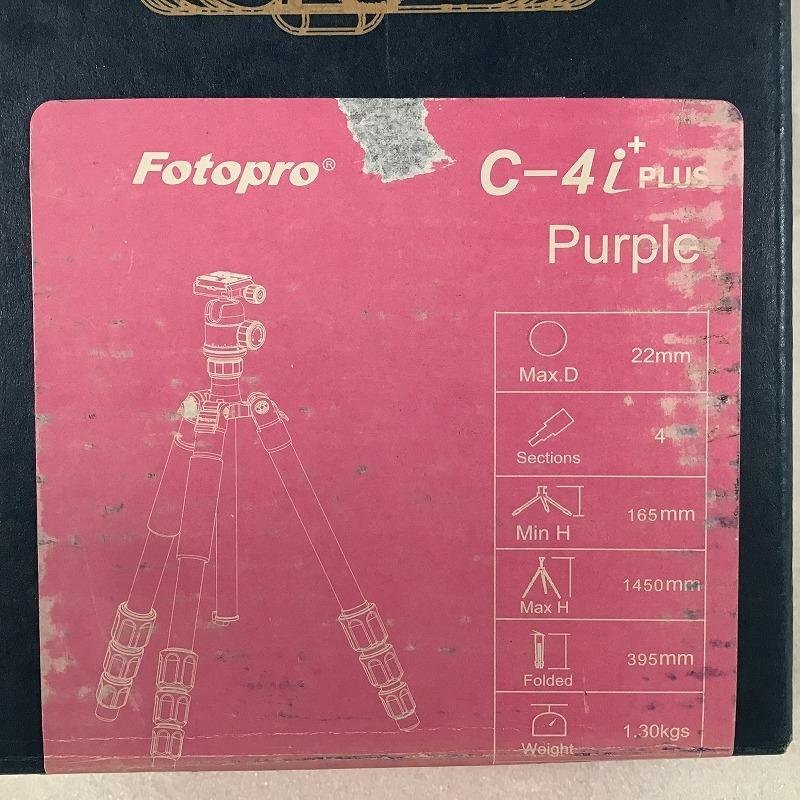 Fotopro®
C-4i+ PLUS
Purple
Max.D 22mm
Sections 4
Min H 165mm
Max H 1450mm
Folded 395mm
Weight 1.30kgs